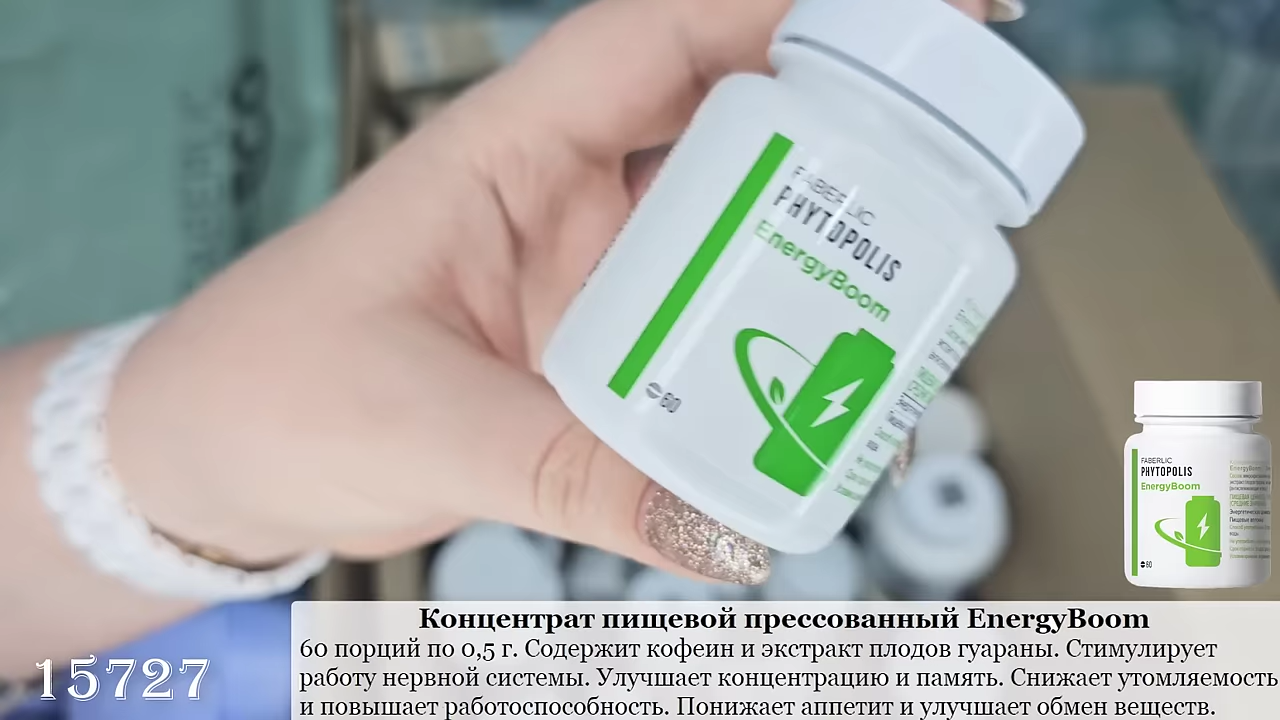 FABERLIC
FABERLIC
PHYTOPOLIS
EnergyBoom
60
FABERLIC
PHYTOPOLIS
EnergyBoom
60
Концентрат пищевой прессованный EnergyBoom
60 порций по 0,5 г. Содержит кофеин и экстракт плодов гуараны. Стимулирует
работу нервной системы. Улучшает концентрацию и память. Снижает утомляемость
и повышает работоспособность. Понижает аппетит и улучшает обмен веществ.
15727